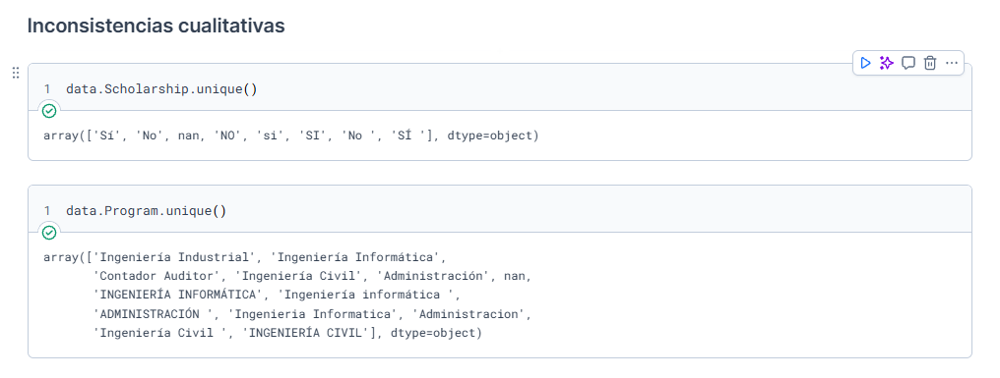 Inconsistencias cualitativas
1 data.Scholarship.unique()
array(['Sí', 'No', nan, 'NO', 'si', 'SI', 'No ', 'SÍ '], dtype=object)
1 data.Program.unique()
array(['Ingeniería Industrial', 'Ingeniería Informática',
'Contador Auditor', 'Ingeniería Civil', 'Administración', nan,
'INGENIERÍA INFORMÁTICA', 'Ingeniería informática ',
'ADMINISTRACIÓN ', 'Ingenieria Informatica', 'Administracion',
'Ingeniería Civil ', 'INGENIERÍA CIVIL'], dtype=object)